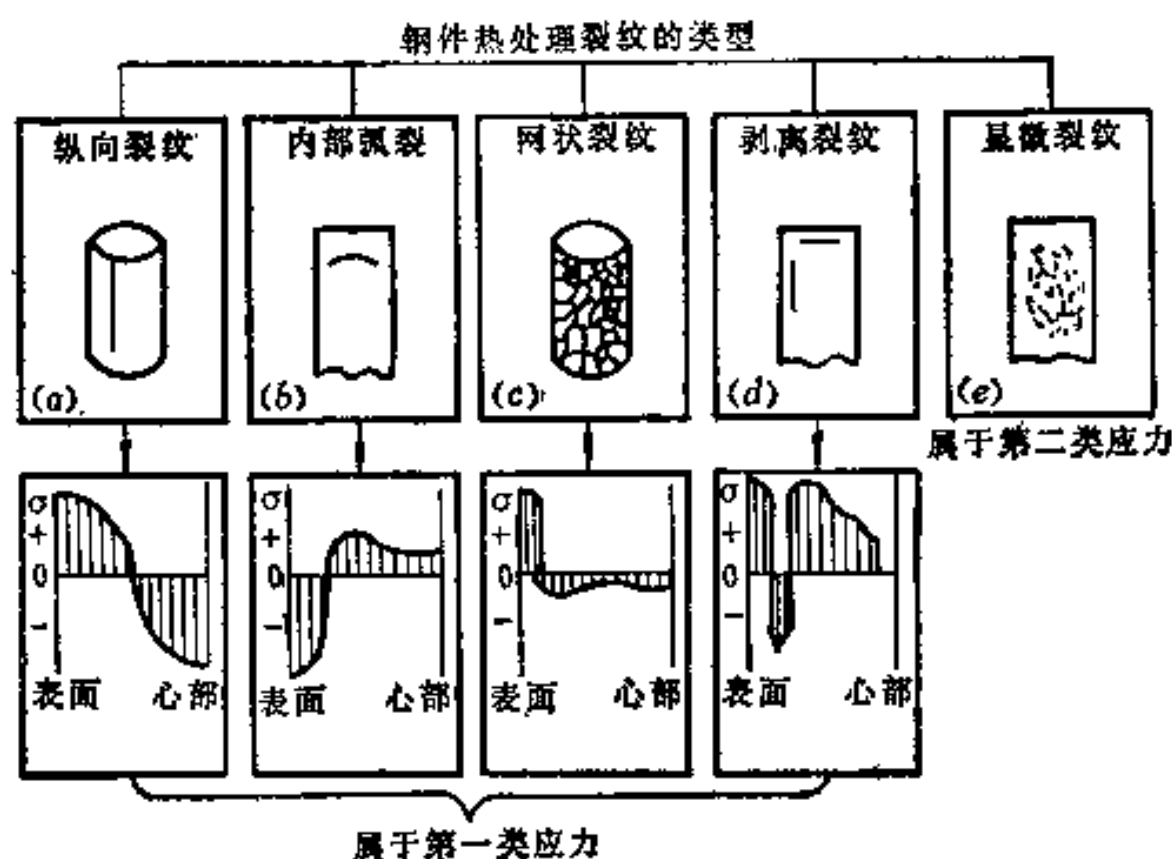 钢件热处理裂纹的类型
纵向裂纹
内部弧裂
网状裂纹
剥离裂纹
显微裂纹
(a)
(b)
(c)
(d)
(e)
属于第二类应力
σ
+
0
−
表面 心部
σ
+
0
−
表面 心部
σ
+
0
−
表面 心部
σ
+
0
−
表面 心部
属于第一类应力